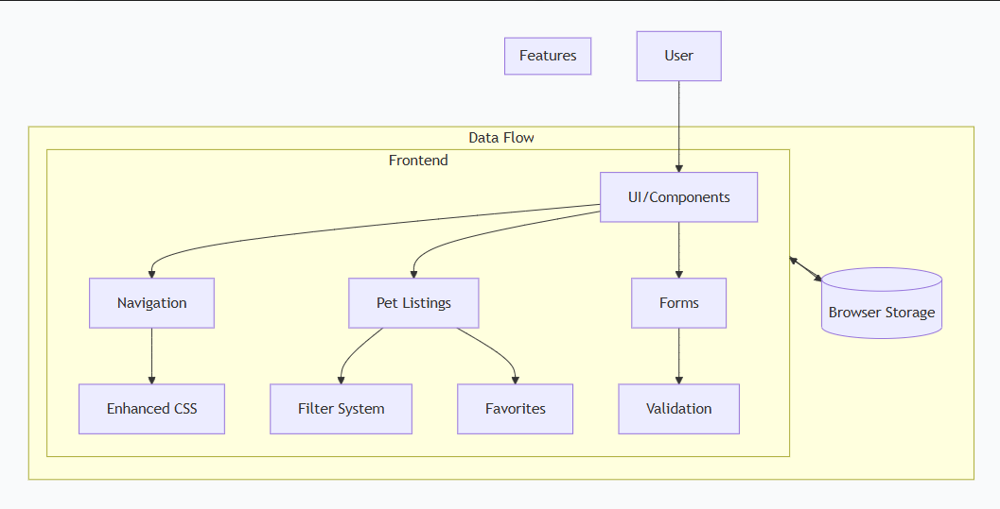 Features
User
Data Flow
Frontend
UI/Components
Navigation
Pet Listings
Forms
Browser Storage
Enhanced CSS
Filter System
Favorites
Validation